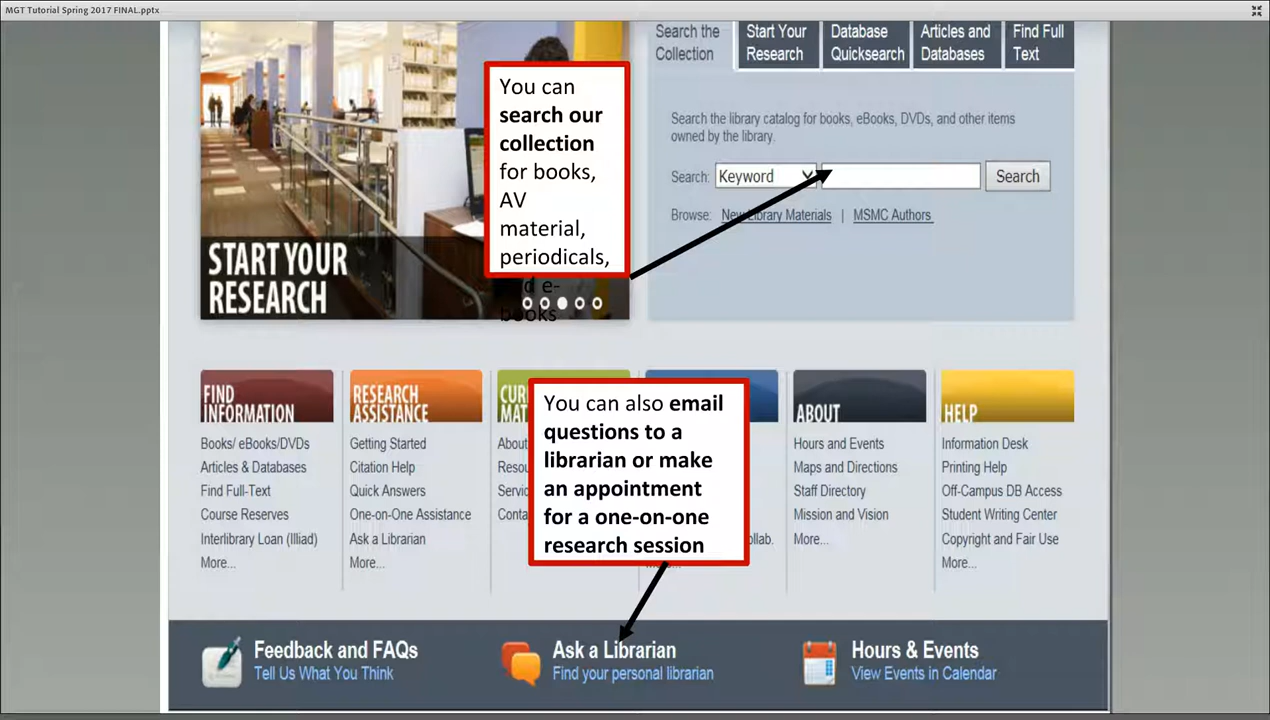 MGT Tutorial Spring 2017 FINAL.pptx
Search the
Collection
Start Your
Research
Database
Quicksearch
Articles and
Databases
Find Full
Text
You can
search our
collection
for books,
AV
material,
periodicals,
e-
books
START YOUR
RESEARCH
Search the library catalog for books, eBooks, DVDs, and other items
owned by the library.
Search: Keyword Search
Browse: New Library Materials | MSMC Authors
FIND
INFORMATION
Books/ eBooks/DVDs
Articles & Databases
Find Full-Text
Course Reserves
Interlibrary Loan (Illiad)
More...
RESEARCH
ASSISTANCE
Getting Started
Citation Help
Quick Answers
One-on-One Assistance
Ask a Librarian
More...
You can also email
questions to a
librarian or make
an appointment
for a one-on-one
research session
ABOUT
Hours and Events
Maps and Directions
Staff Directory
Mission and Vision
More...
HELP
Information Desk
Printing Help
Off-Campus DB Access
Student Writing Center
Copyright and Fair Use
More...
Feedback and FAQs
Tell Us What You Think
Ask a Librarian
Find your personal librarian
Hours & Events
View Events in Calendar